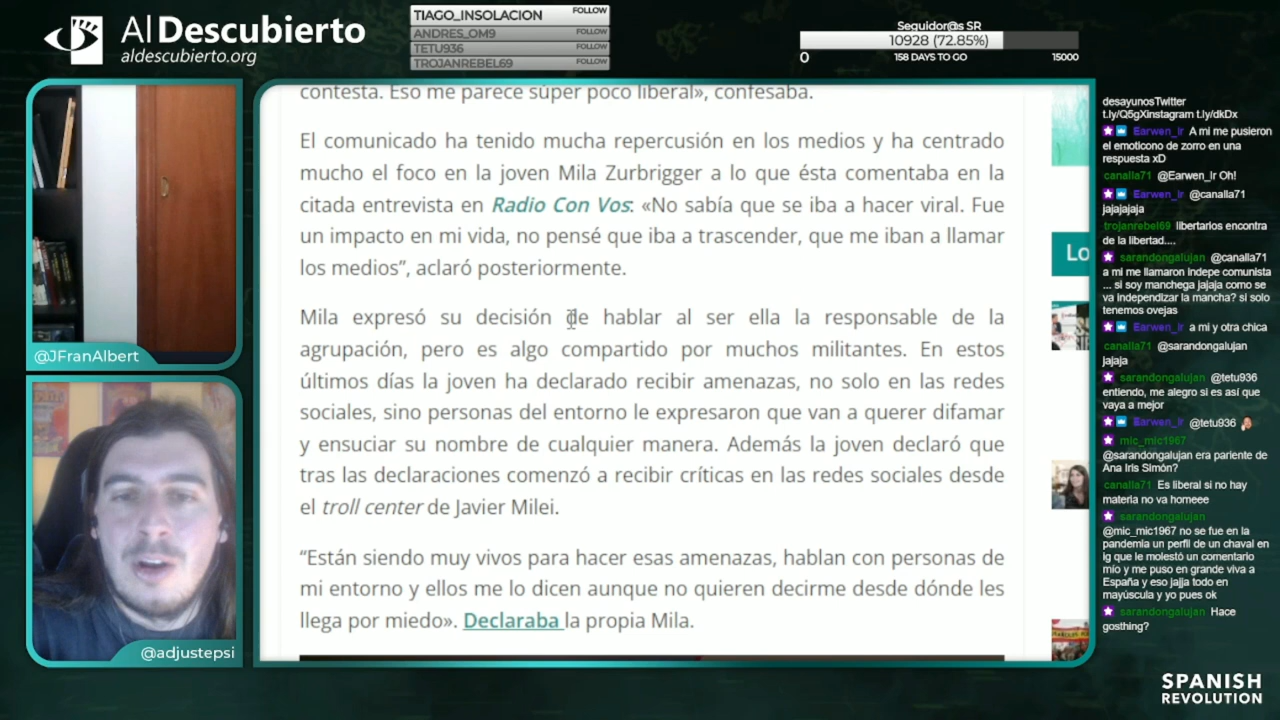 Al Descubierto
aldescubierto.org
TIAGO_INSOLACION FOLLOW
ANDRES_OM9 FOLLOW
TETU936 FOLLOW
TROJANREBEL69 FOLLOW
Seguidor@s SR
10928 (72.85%)
0 158 DAYS TO GO 15000
@JFranAlbert
@adjustepsi
contesta. Eso me parece súper poco liberal», confesaba.
El comunicado ha tenido mucha repercusión en los medios y ha centrado
mucho el foco en la joven Mila Zurbrigger a lo que ésta comentaba en la
citada entrevista en Radio Con Vos: «No sabía que se iba a hacer viral. Fue
un impacto en mi vida, no pensé que iba a trascender, que me iban a llamar
los medios”, aclaró posteriormente.
Mila expresó su decisión de hablar al ser ella la responsable de la
agrupación, pero es algo compartido por muchos militantes. En estos
últimos días la joven ha declarado recibir amenazas, no solo en las redes
sociales, sino personas del entorno le expresaron que van a querer difamar
y ensuciar su nombre de cualquier manera. Además la joven declaró que
tras las declaraciones comenzó a recibir críticas en las redes sociales desde
el troll center de Javier Milei.
“Están siendo muy vivos para hacer esas amenazas, hablan con personas de
mi entorno y ellos me lo dicen aunque no quieren decirme desde dónde les
llega por miedo». Declaraba la propia Mila.
Lo
desayunosTwitter
t.ly/Q5gXinstagram t.ly/dkDx
Earwen_Ir A mi me pusieron
el emoticono de zorro en una
respuesta xD
canalla71 @Earwen_Ir Oh!
Earwen_Ir @canalla71
jajajajaja
trojanrebel69 libertarios encontra
de la libertad....
sarandongalujan @canalla71
a mi me llamaron indepe comunista
... si soy manchega jajaja como se
va independizar la mancha? si solo
tenemos ovejas
Earwen_Ir a mi y otra chica
canalla71 @sarandongalujan
jajaja
sarandongalujan @tetu936
entiendo, me alegro si es así que
vaya a mejor
Earwen_Ir @tetu936
mic_mic1967
@sarandongalujan era pariente de
Ana Iris Simón?
canalla71 Es liberal si no hay
materia no va homeee
sarandongalujan
@mic_mic1967 no se fue en la
pandemia un perfil de un chaval en
lq que le molestó un comentario
mío y me puso en grande viva a
España y eso jajja todo en
mayúscula y yo pues ok
sarandongalujan Hace
gosthing?
SPANISH
REVOLUTION